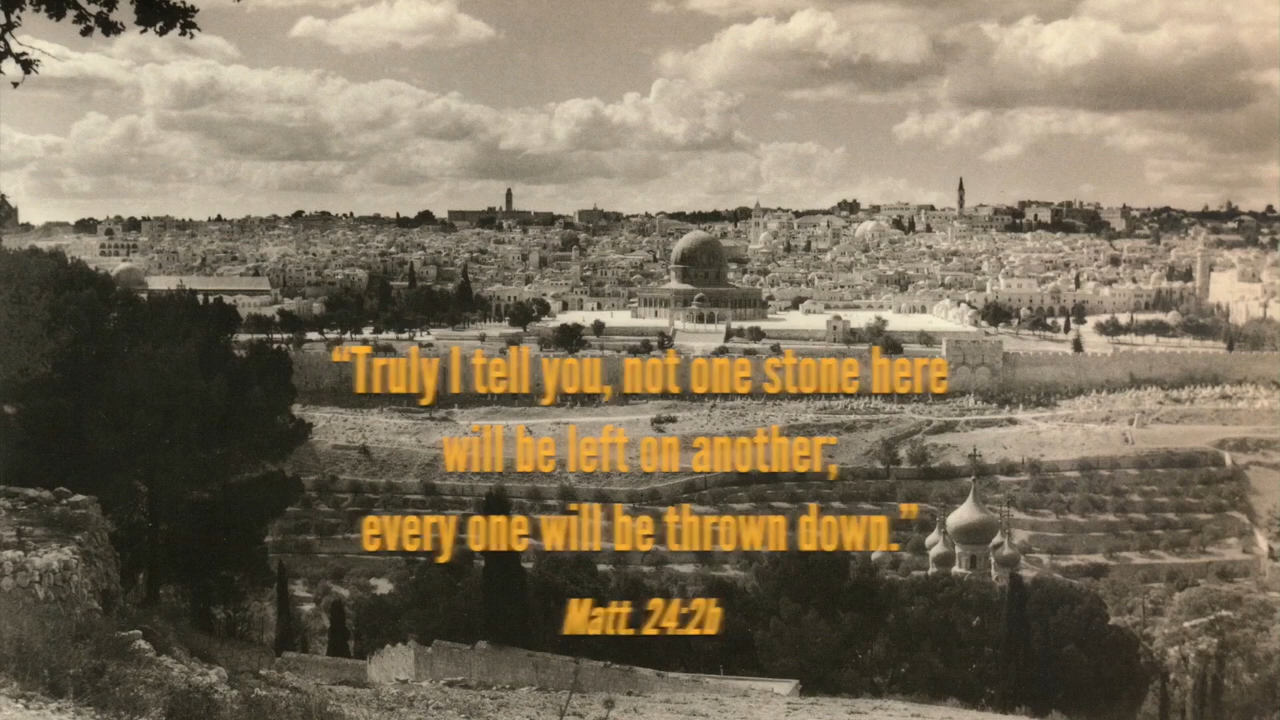 “Truly I tell you, not one stone here
will be left on another;
every one will be thrown down.”
Matt. 24:2b